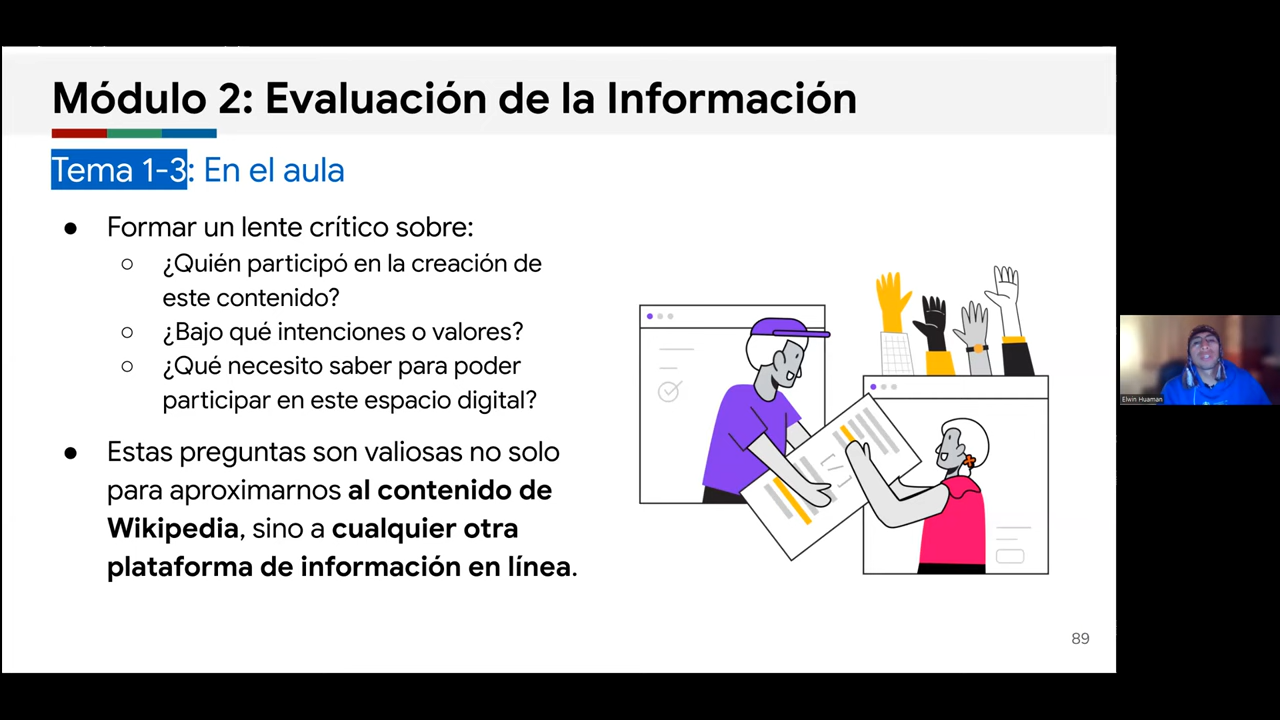 Módulo 2: Evaluación de la Información
Tema 1-3: En el aula
● Formar un lente crítico sobre:
○ ¿Quién participó en la creación de
este contenido?
○ ¿Bajo qué intenciones o valores?
○ ¿Qué necesito saber para poder
participar en este espacio digital?
● Estas preguntas son valiosas no solo
para aproximarnos al contenido de
Wikipedia, sino a cualquier otra
plataforma de información en línea.
89
Elwin Huaman